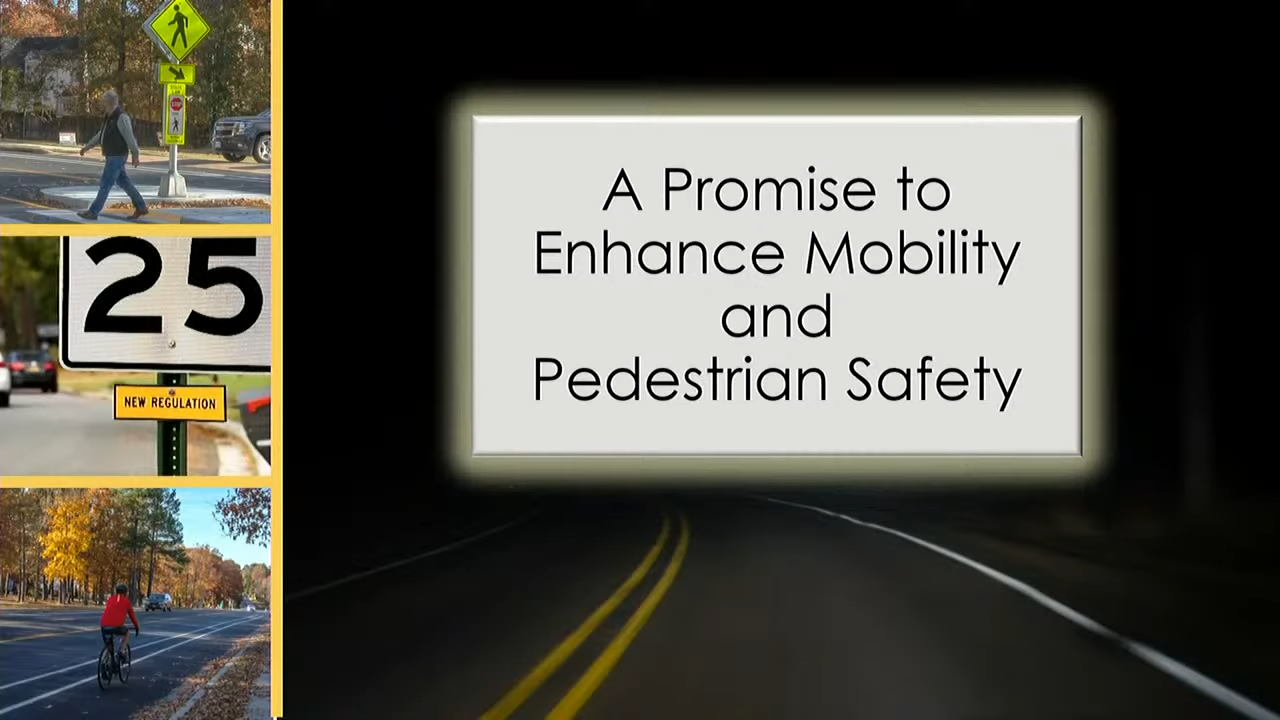 A Promise to
Enhance Mobility
and
Pedestrian Safety
25
NEW REGULATION